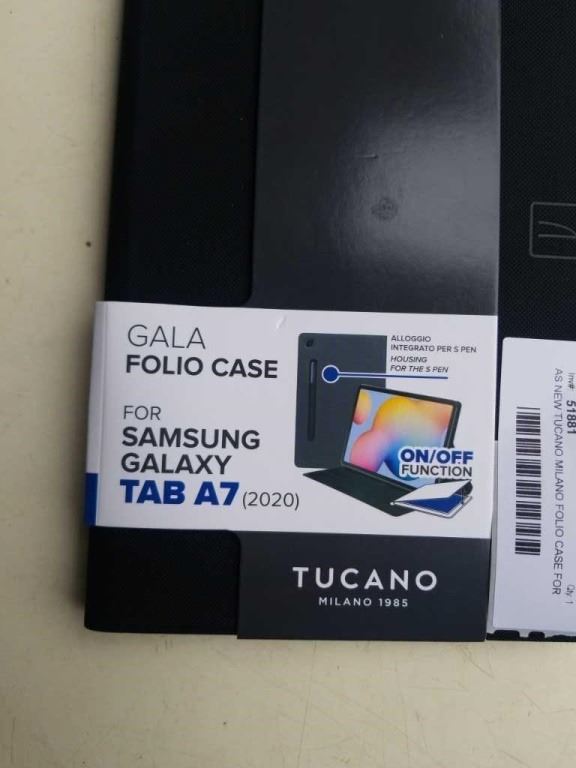 GALA
FOLIO CASE
FOR
SAMSUNG
GALAXY
TAB A7 (2020)
ALLOGGIO
INTEGRATO PER S PEN
HOUSING
FOR THE S PEN
ON/OFF
FUNCTION
TUCANO
MILANO 1985
Inv#: 51881
Qty: 1
AS NEW TUCANO MILANO FOLIO CASE FOR